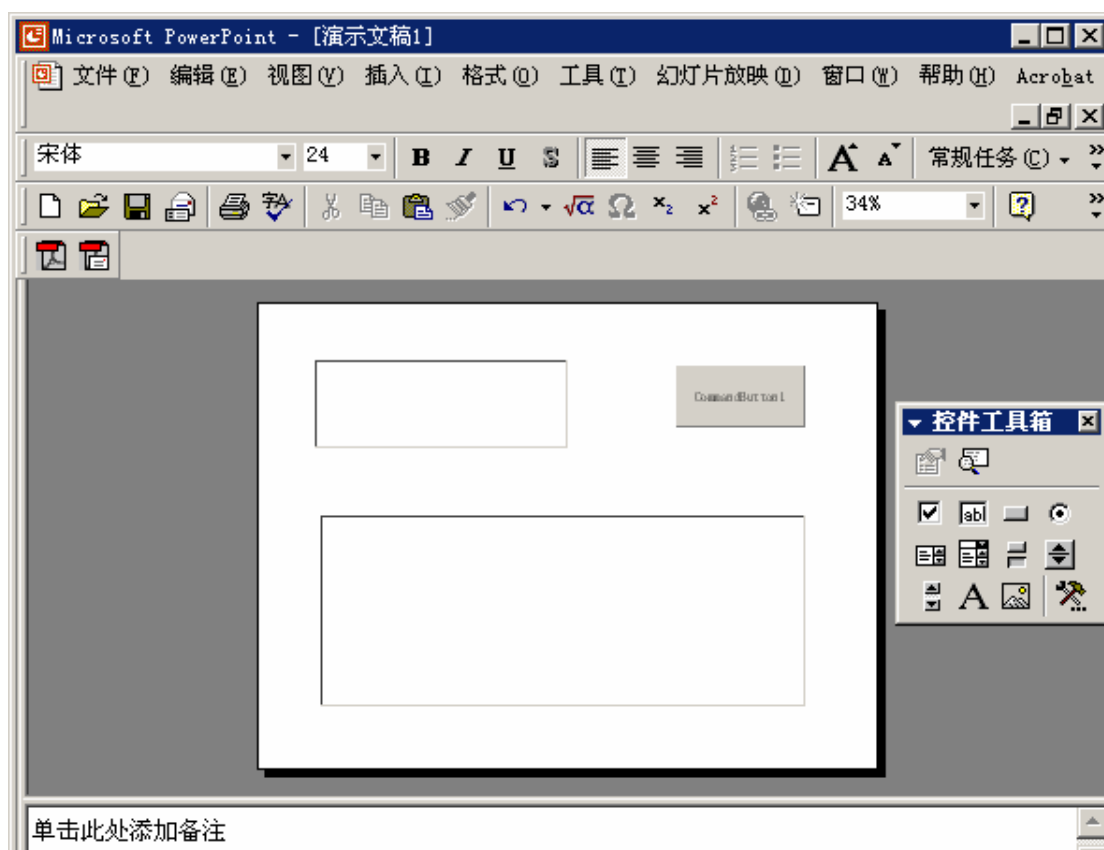 Microsoft PowerPoint - [演示文稿1]
文件(F) 编辑(E) 视图(V) 插入(I) 格式(O) 工具(T) 幻灯片放映(D) 窗口(W) 帮助(H) Acrobat
宋体 24 B I U S A A 常规任务(C)
√α Ω ×₂ ×² 34%
CommandButton1
控件工具箱
abl
A
单击此处添加备注